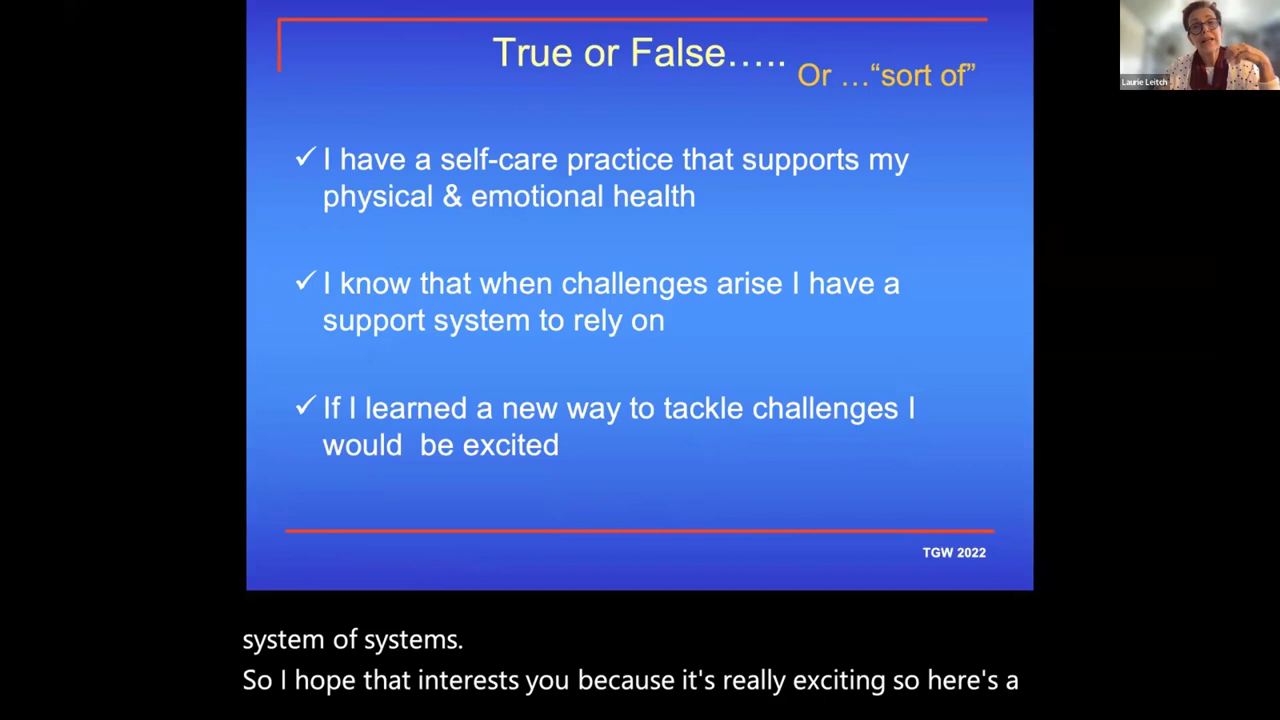 True or False.....
Or ...“sort of”
Laurie Leitch
✓ I have a self-care practice that supports my
physical & emotional health
✓ I know that when challenges arise I have a
support system to rely on
✓ If I learned a new way to tackle challenges I
would  be excited
TGW 2022
system of systems.
So I hope that interests you because it's really exciting so here's a